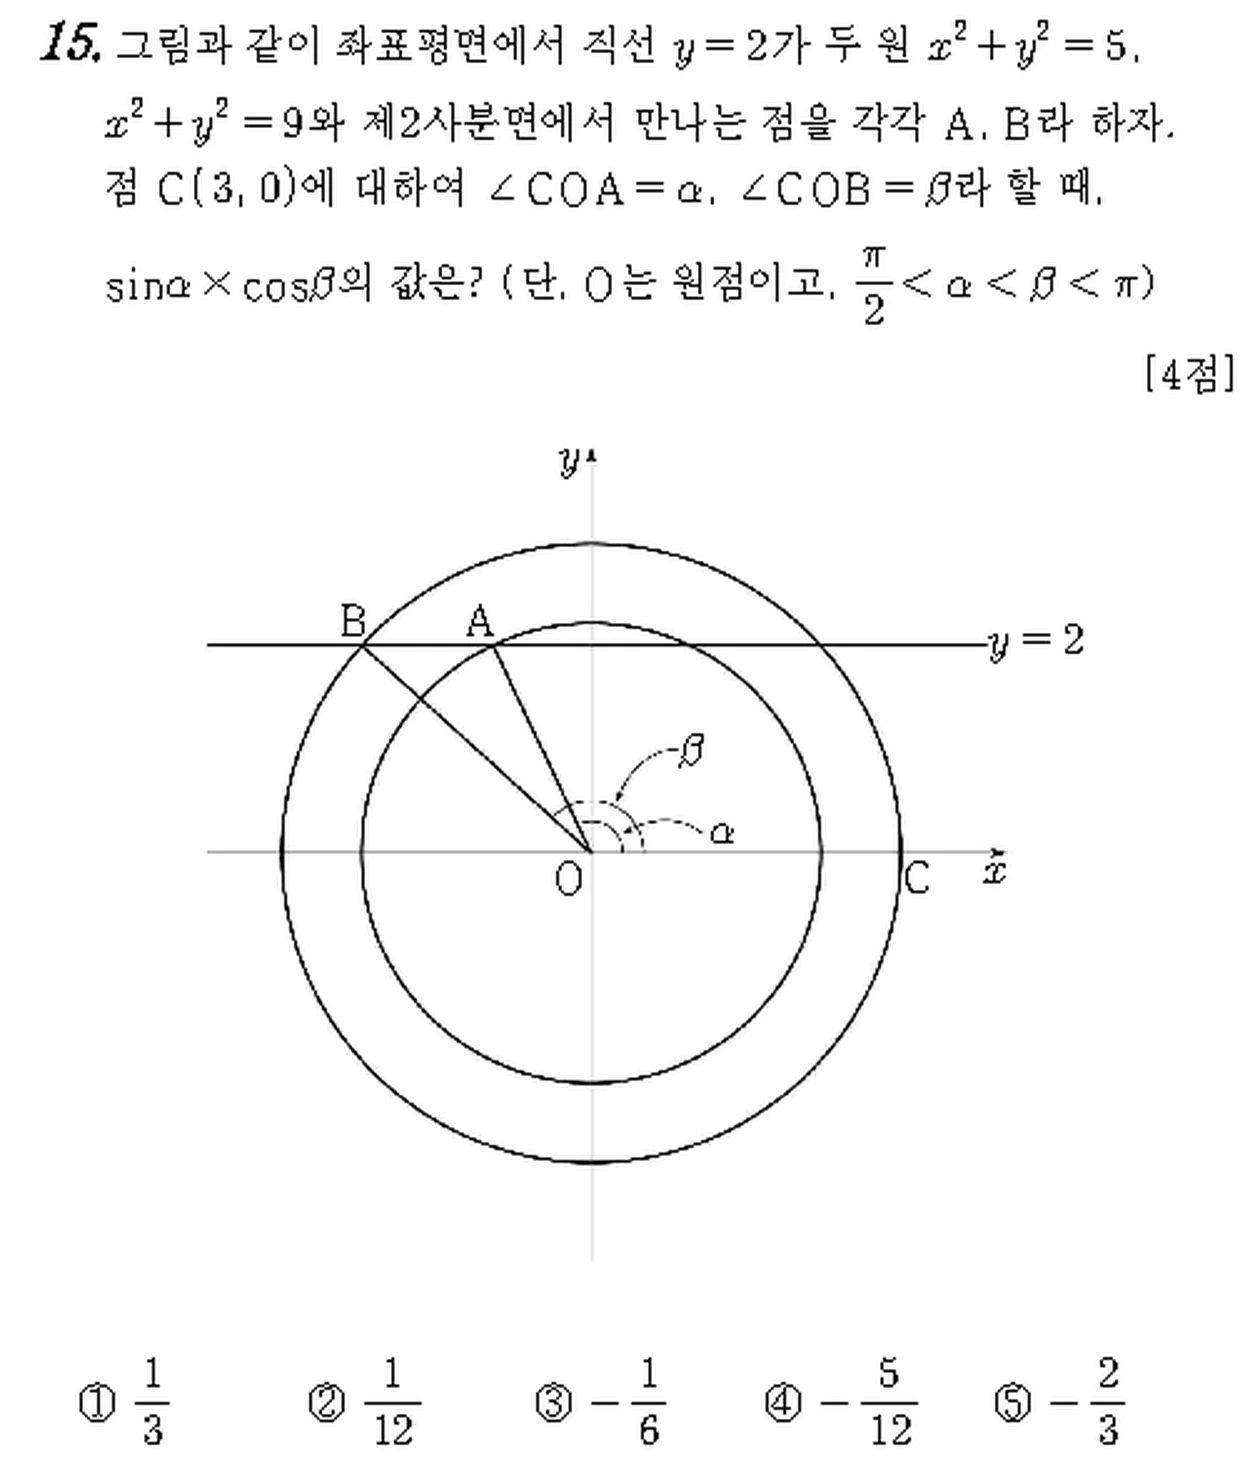 15. 그림과 같이 좌표평면에서 직선 y=2가 두 원 x²+y²=5,
x²+y²=9와 제2사분면에서 만나는 점을 각각 A, B라 하자.
점 C(3, 0)에 대하여 ∠COA=α, ∠COB=β라 할 때,
sinα×cosβ의 값은? (단, O는 원점이고, π/2<α<β<π)
[4점]
y
B A
y=2
β
α
O C x
① 1/3 ② 1/12 ③ -1/6 ④ -5/12 ⑤ -2/3